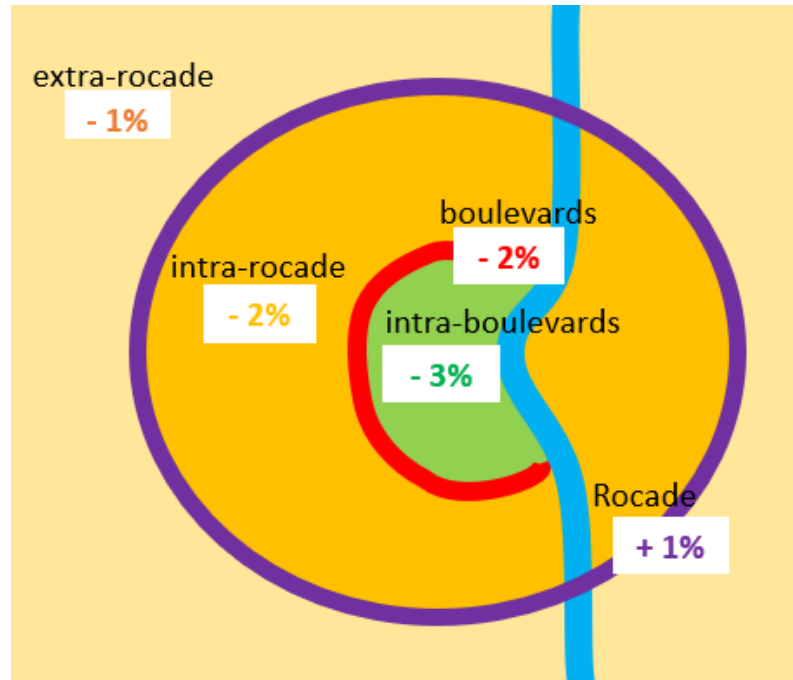 extra-rocade
- 1%
boulevards
- 2%
intra-rocade
- 2%
intra-boulevards
- 3%
Rocade
+ 1%